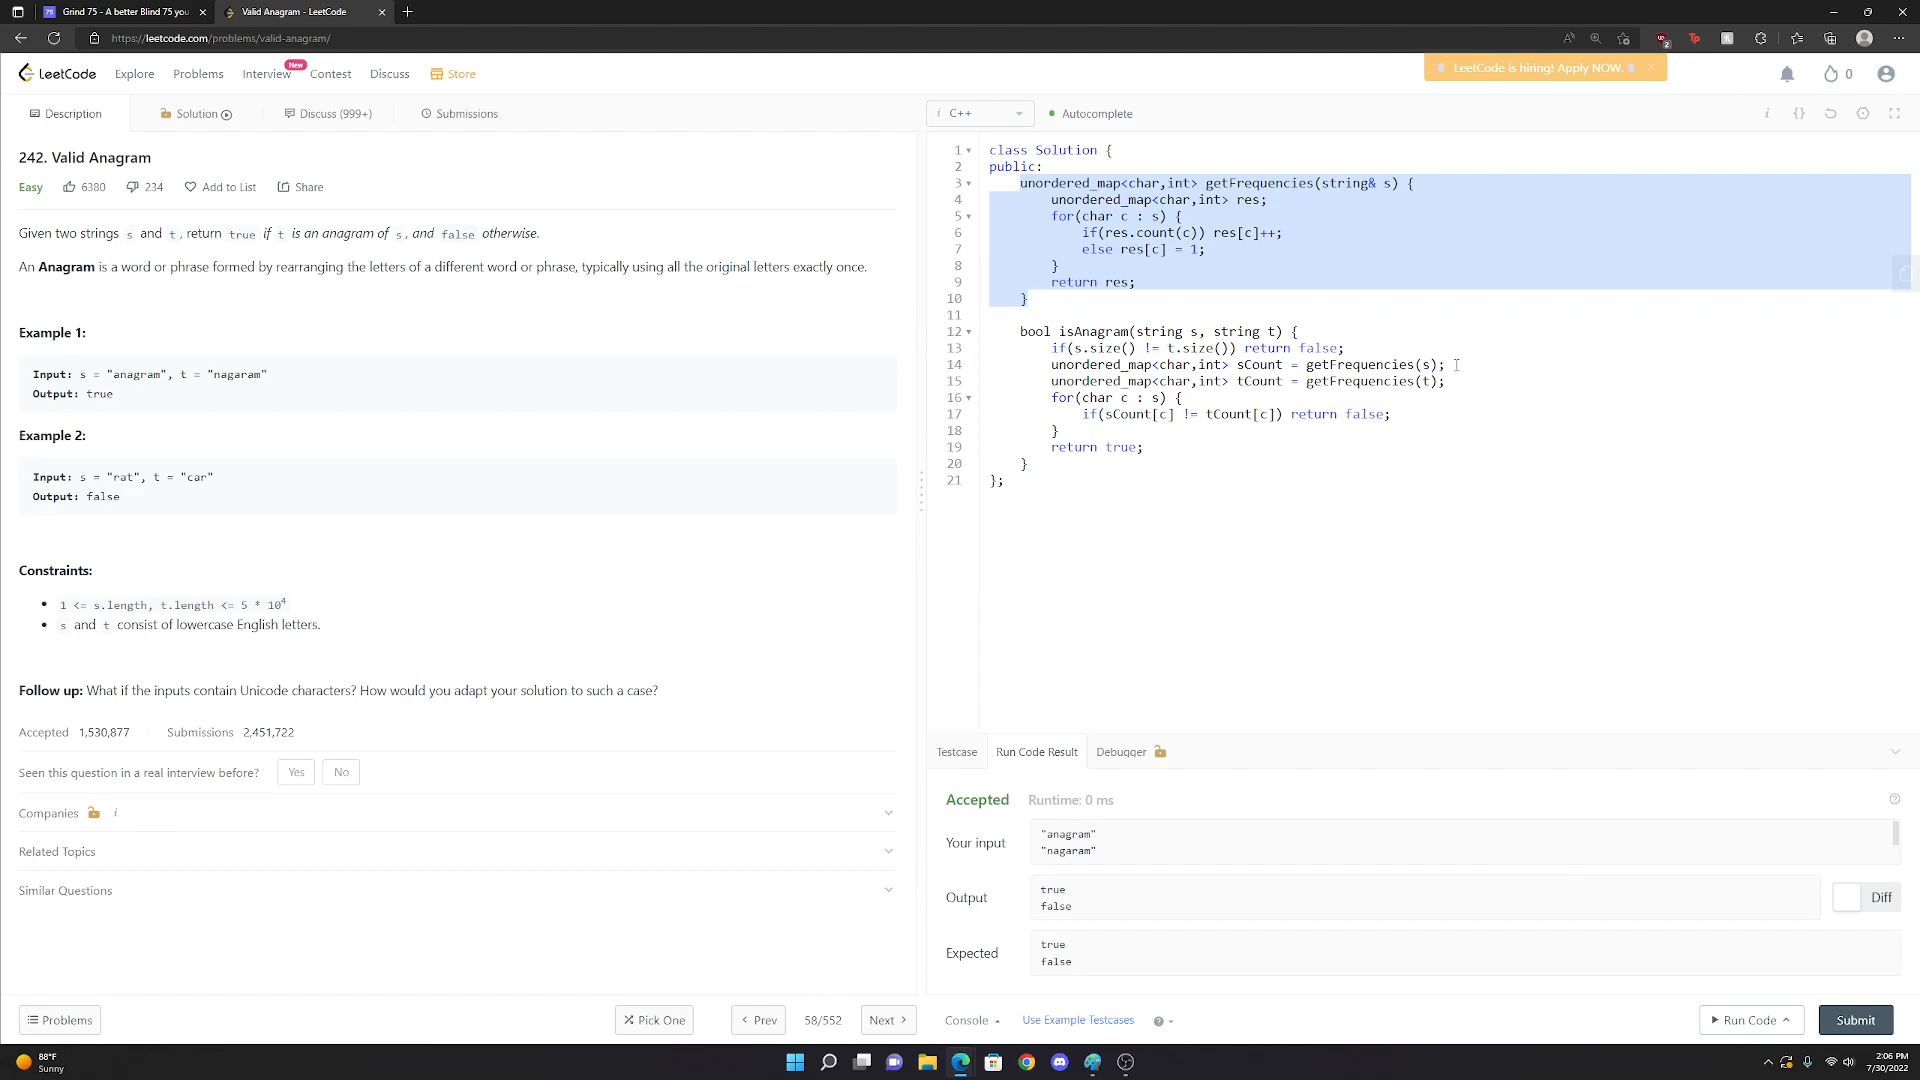 Grind 75 - A better Blind 75 you
Valid Anagram - LeetCode
https://leetcode.com/problems/valid-anagram/
LeetCode
Explore
Problems
Interview
New
Contest
Discuss
Store
LeetCode is hiring! Apply NOW.
0
Description
Solution
Discuss (999+)
Submissions
i C++
Autocomplete
242. Valid Anagram
Easy
6380
234
Add to List
Share
Given two strings s and t, return true if t is an anagram of s, and false otherwise.
An Anagram is a word or phrase formed by rearranging the letters of a different word or phrase, typically using all the original letters exactly once.
Example 1:
Input: s = "anagram", t = "nagaram"
Output: true
Example 2:
Input: s = "rat", t = "car"
Output: false
Constraints:
1 <= s.length, t.length <= 5 * 10^4
s and t consist of lowercase English letters.
Follow up: What if the inputs contain Unicode characters? How would you adapt your solution to such a case?
Accepted 1,530,877
Submissions 2,451,722
Seen this question in a real interview before?
Yes
No
Companies
i
Related Topics
Similar Questions
Problems
Pick One
Prev
58/552
Next
1 class Solution {
2 public:
3 unordered_map<char,int> getFrequencies(string& s) {
4 unordered_map<char,int> res;
5 for(char c : s) {
6 if(res.count(c)) res[c]++;
7 else res[c] = 1;
8 }
9 return res;
10 }
11
12 bool isAnagram(string s, string t) {
13 if(s.size() != t.size()) return false;
14 unordered_map<char,int> sCount = getFrequencies(s);
15 unordered_map<char,int> tCount = getFrequencies(t);
16 for(char c : s) {
17 if(sCount[c] != tCount[c]) return false;
18 }
19 return true;
20 }
21 };
Testcase
Run Code Result
Debugger
Accepted
Runtime: 0 ms
Your input
"anagram"
"nagaram"
Output
true
false
Diff
Expected
true
false
Console
Use Example Testcases
Run Code
Submit
88°F
Sunny
2:06 PM
7/30/2022